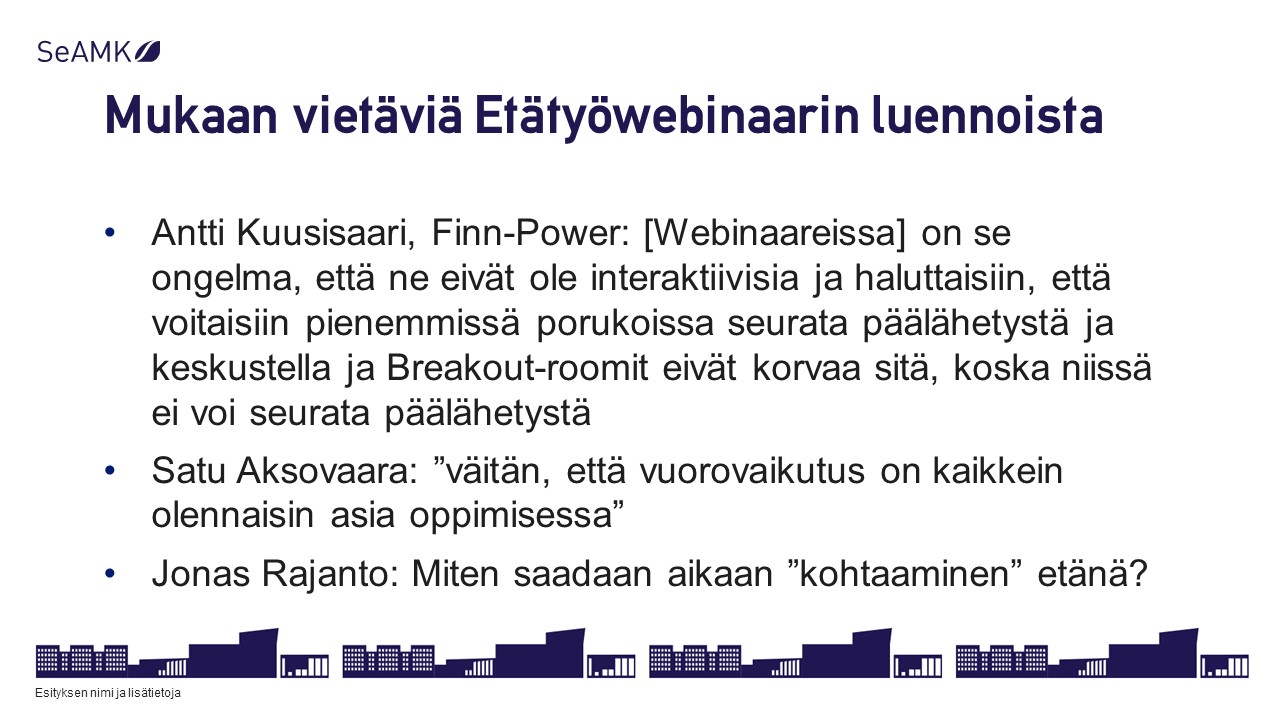 SeAMK
Mukaan vietäviä Etätyöwebinaarin luennoista
• Antti Kuusisaari, Finn-Power: [Webinaareissa] on se
ongelma, että ne eivät ole interaktiivisia ja haluttaisiin, että
voitaisiin pienemmissä porukoissa seurata päälähetystä ja
keskustella ja Breakout-roomit eivät korvaa sitä, koska niissä
ei voi seurata päälähetystä
• Satu Aksovaara: ”väitän, että vuorovaikutus on kaikkein
olennaisin asia oppimisessa”
• Jonas Rajanto: Miten saadaan aikaan ”kohtaaminen” etänä?
Esityksen nimi ja lisätietoja